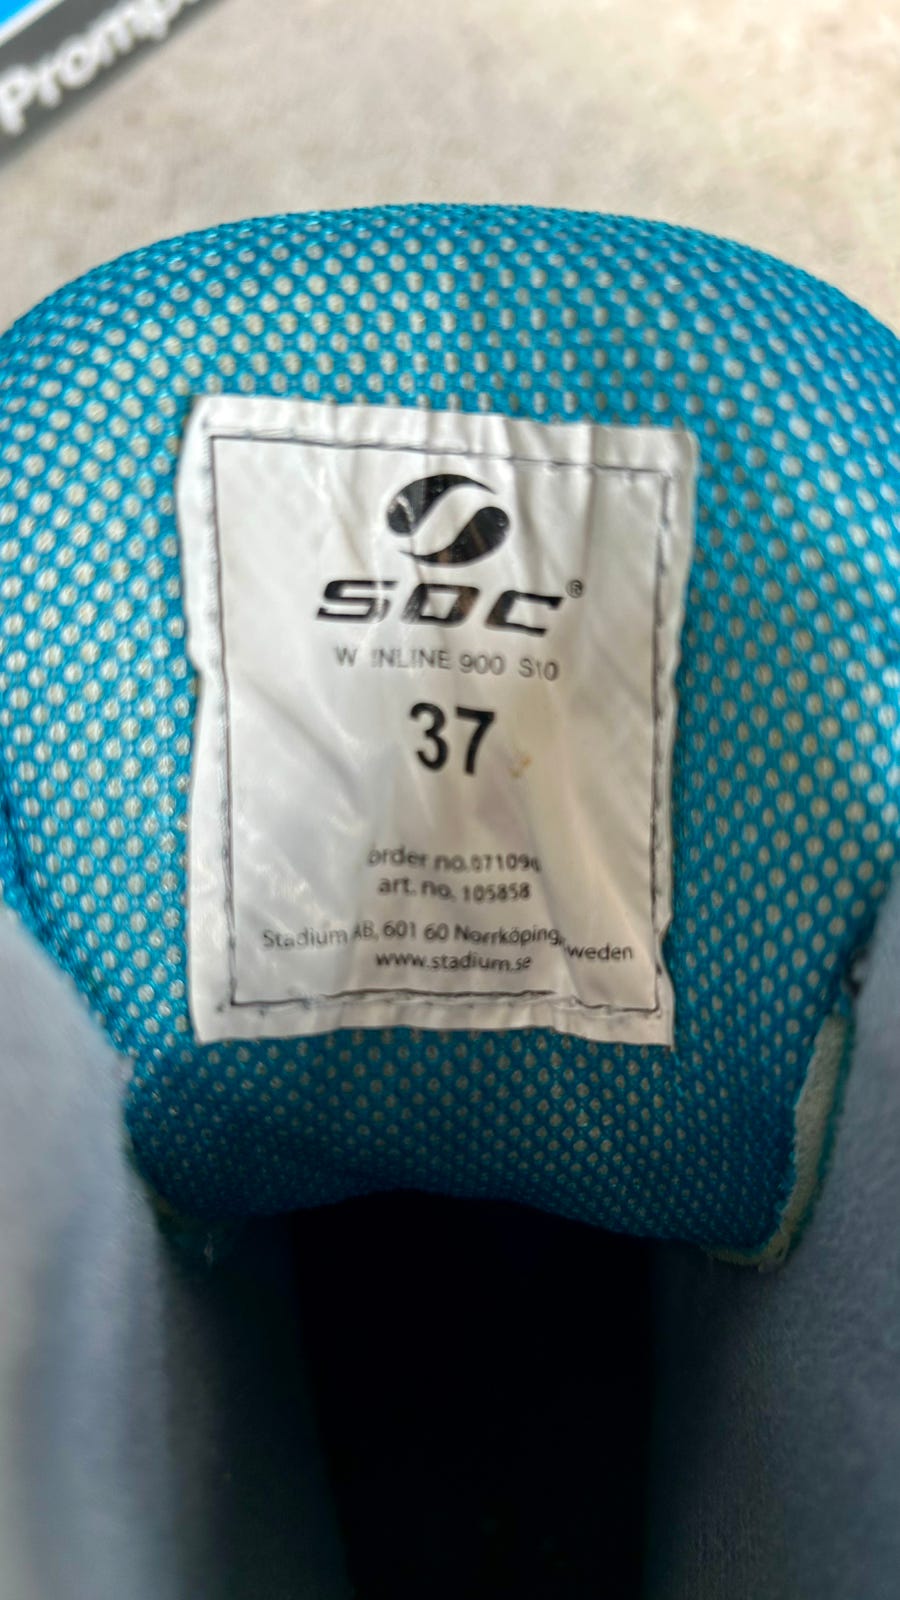 SOC®
W INLINE 900 S10
37
order no.
art. no. 105858
Stadium AB, 601 60 Norrköping, Sweden
www.stadium.se